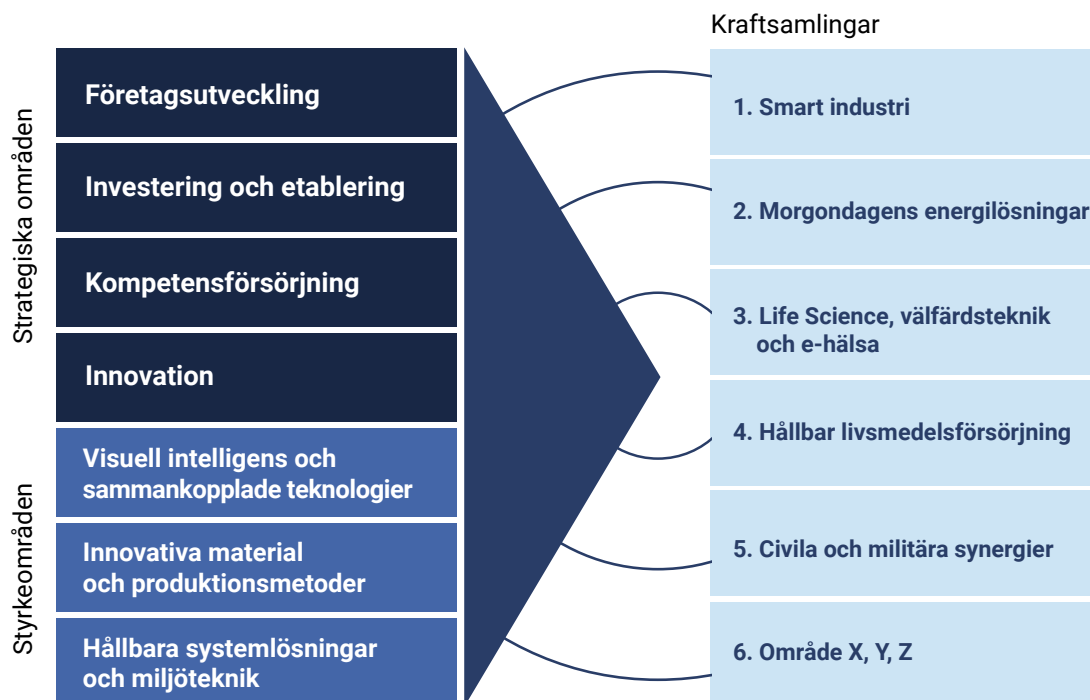 Strategiska områden
Företagsutveckling
Investering och etablering
Kompetensförsörjning
Innovation
Styrkeområden
Visuell intelligens och
sammankopplade teknologier
Innovativa material
och produktionsmetoder
Hållbara systemlösningar
och miljöteknik
Kraftsamlingar
1. Smart industri
2. Morgondagens energilösningar
3. Life Science, välfärdsteknik
och e-hälsa
4. Hållbar livsmedelsförsörjning
5. Civila och militära synergier
6. Område X, Y, Z